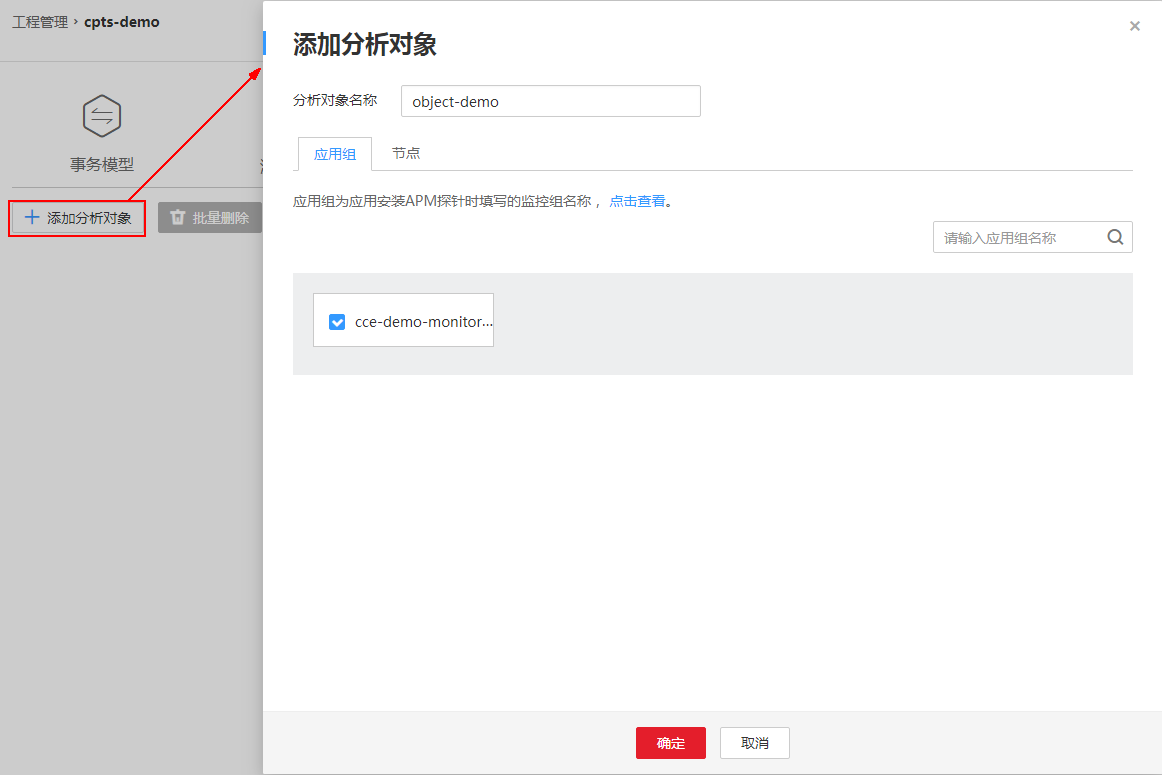 工程管理 › cpts-demo
事务模型
添加分析对象
批量删除
添加分析对象
分析对象名称
object-demo
应用组
节点
应用组为应用安装APM探针时填写的监控组名称， 点击查看。
请输入应用组名称
cce-demo-monitor...
确定
取消